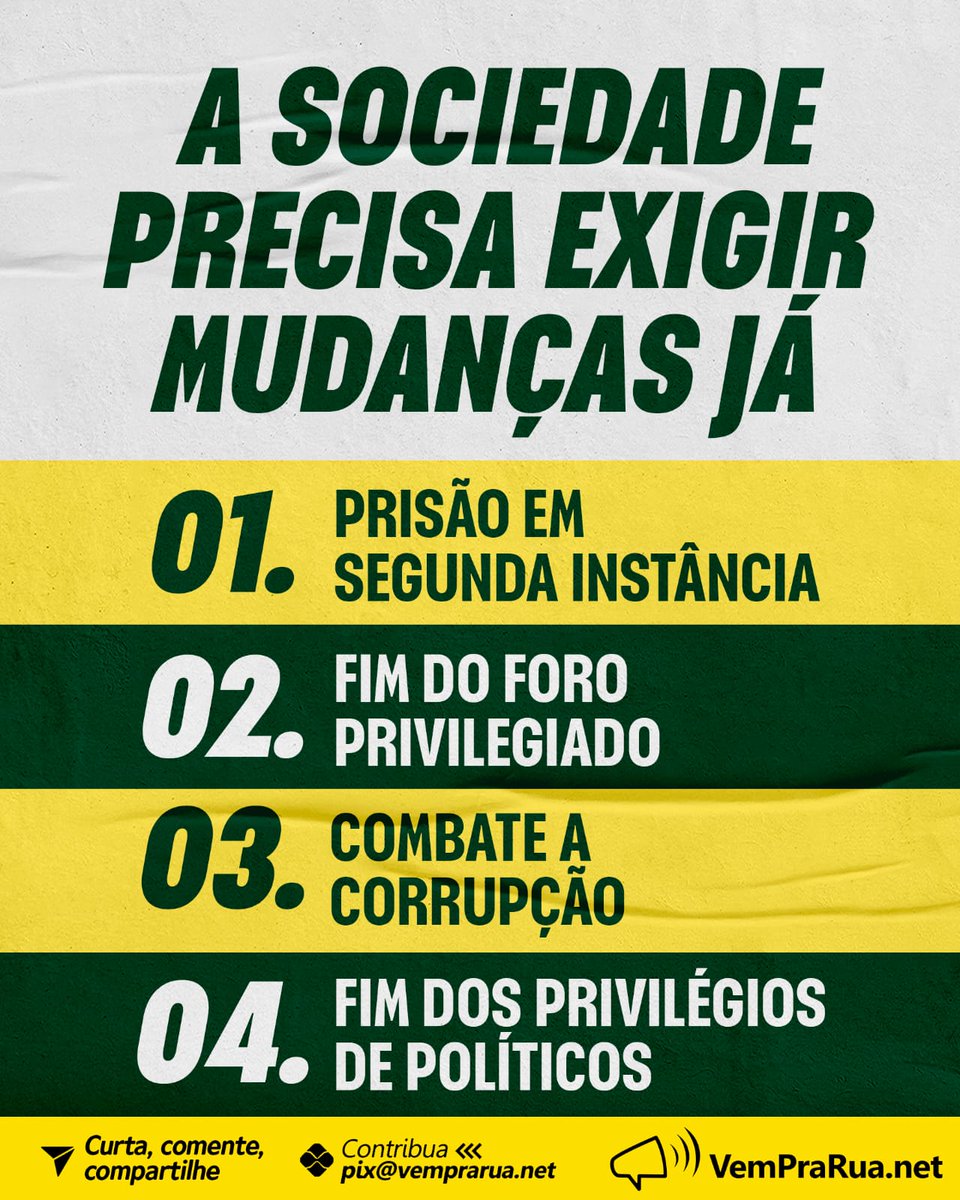 A SOCIEDADE
PRECISA EXIGIR
MUDANÇAS JÁ
01. PRISÃO EM
SEGUNDA INSTÂNCIA
02. FIM DO FORO
PRIVILEGIADO
03. COMBATE A
CORRUPÇÃO
04. FIM DOS PRIVILÉGIOS
DE POLÍTICOS
Curta, comente,
compartilhe
Contribua <<<
pix@vemprarua.net
VemPraRua.net